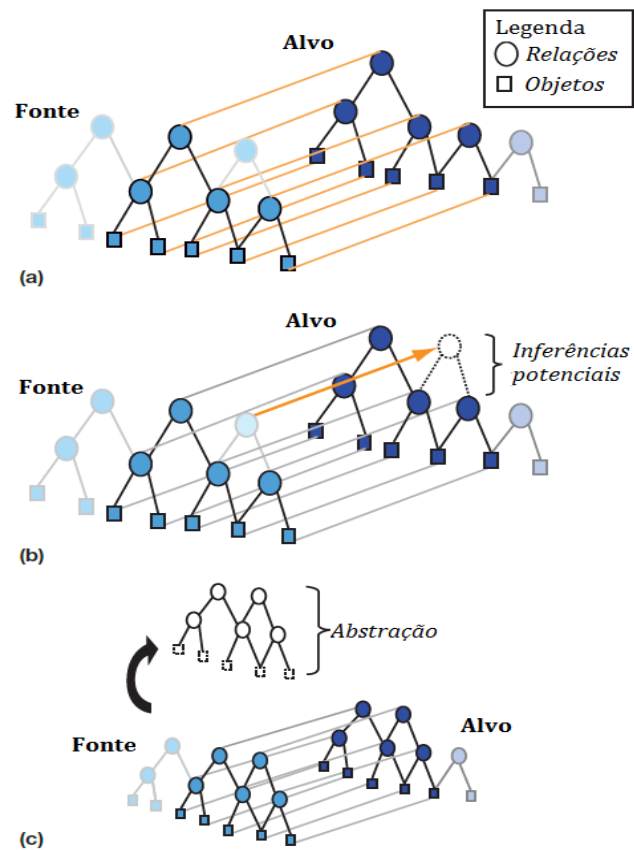 Legenda
Relações
Objetos
Alvo
Fonte
(a)
Alvo
Inferências
potenciais
Fonte
(b)
Abstração
Fonte
Alvo
(c)